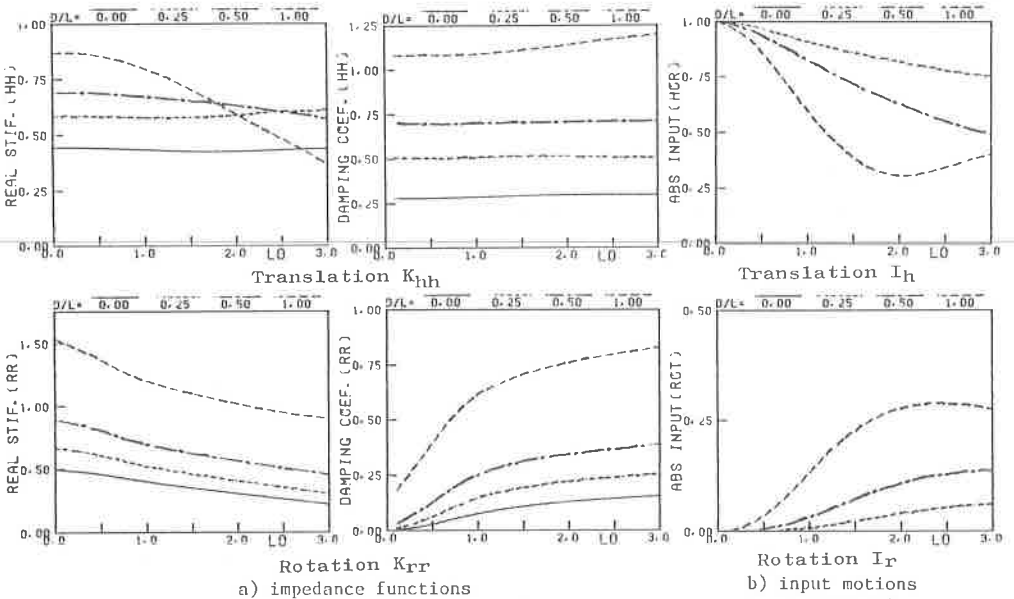 D/L= 0.00 0.25 0.50 1.00
REAL STIF. (HH)
1.00
0.75
0.50
0.25
0.00
0.0 1.0 2.0 LO 3.0
D/L= 0.00 0.25 0.50 1.00
DAMPING COEF. (HH)
1.25
1.00
0.75
0.50
0.25
0.00
0.0 1.0 2.0 LO 3.0
Translation Khh
D/L= 0.00 0.25 0.50 1.00
ABS INPUT(HOR)
1.00
0.75
0.50
0.25
0.00
0.0 1.0 2.0 LO 3.0
Translation Ih
D/L= 0.00 0.25 0.50 1.00
REAL STIF. (RR)
1.50
1.00
0.50
0.00
0.0 1.0 2.0 LO 3.0
D/L= 0.00 0.25 0.50 1.00
DAMPING COEF. (RR)
1.00
0.75
0.50
0.25
0.00
0.0 1.0 2.0 LO 3.0
Rotation Krr
a) impedance functions
D/L= 0.00 0.25 0.50 1.00
ABS INPUT(ROT)
0.50
0.25
0.00
0.0 1.0 2.0 LO 3.0
Rotation Ir
b) input motions